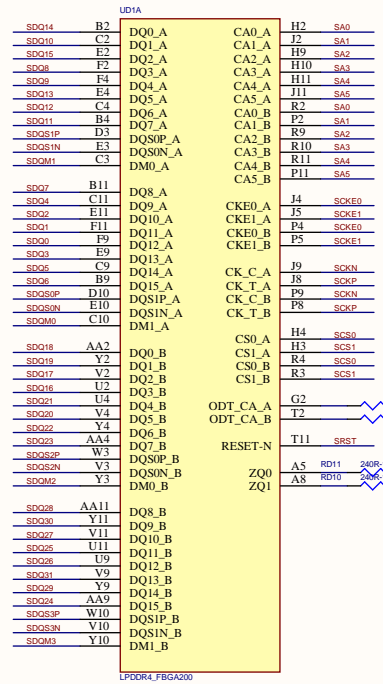 UD1A
SDQ14 B2 DQ0_A
SDQ10 C2 DQ1_A
SDQ15 E2 DQ2_A
SDQ8 F2 DQ3_A
SDQ9 F4 DQ4_A
SDQ13 E4 DQ5_A
SDQ12 C4 DQ6_A
SDQ11 B4 DQ7_A
SDQS1P D3 DQS0P_A
SDQS1N E3 DQS0N_A
SDQM1 C3 DM0_A
SDQ7 B11 DQ8_A
SDQ4 C11 DQ9_A
SDQ2 E11 DQ10_A
SDQ1 F11 DQ11_A
SDQ0 F9 DQ12_A
SDQ3 E9 DQ13_A
SDQ5 C9 DQ14_A
SDQ6 B9 DQ15_A
SDQS0P D10 DQS1P_A
SDQS0N E10 DQS1N_A
SDQM0 C10 DM1_A
SDQ18 AA2 DQ0_B
SDQ19 Y2 DQ1_B
SDQ17 V2 DQ2_B
SDQ16 U2 DQ3_B
SDQ21 U4 DQ4_B
SDQ20 V4 DQ5_B
SDQ22 Y4 DQ6_B
SDQ23 AA4 DQ7_B
SDQS2P W3 DQS0P_B
SDQS2N V3 DQS0N_B
SDQM2 Y3 DM0_B
SDQ28 AA11 DQ8_B
SDQ30 Y11 DQ9_B
SDQ27 V11 DQ10_B
SDQ25 U11 DQ11_B
SDQ26 U9 DQ12_B
SDQ31 V9 DQ13_B
SDQ29 Y9 DQ14_B
SDQ24 AA9 DQ15_B
SDQS3P W10 DQS1P_B
SDQS3N V10 DQS1N_B
SDQM3 Y10 DM1_B
CA0_A H2 SA0
CA1_A J2 SA1
CA2_A H9 SA2
CA3_A H10 SA3
CA4_A H11 SA4
CA5_A J11 SA5
CA0_B R2 SA0
CA1_B P2 SA1
CA2_B R9 SA2
CA3_B R10 SA3
CA4_B R11 SA4
CA5_B P11 SA5
CKE0_A J4 SCKE0
CKE1_A J5 SCKE1
CKE0_B P4 SCKE0
CKE1_B P5 SCKE1
CK_C_A J9 SCKN
CK_T_A J8 SCKP
CK_C_B P9 SCKN
CK_T_B P8 SCKP
CS0_A H4 SCS0
CS1_A H3 SCS1
CS0_B R4 SCS0
CS1_B R3 SCS1
ODT_CA_A G2
ODT_CA_B T2
RESET-N T11 SRST
ZQ0 A5 RD11 240R-
ZQ1 A8 RD10 240R-
LPDDR4_FBGA200